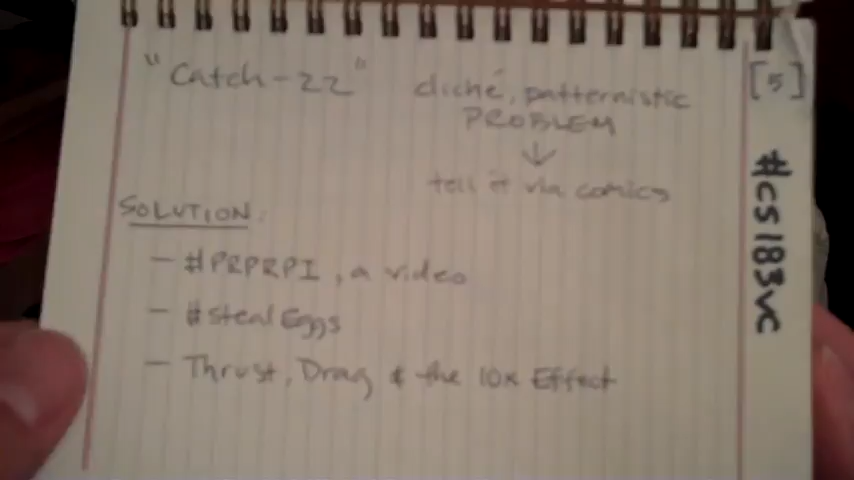 "Catch-22" cliché, patternistic [5]
PROBLEM
↓
tell it via comics
#CS183VC
SOLUTION:
- #PRPRPI, a video
- #stealEggs
- Thrust, Drag & the 10x Effect